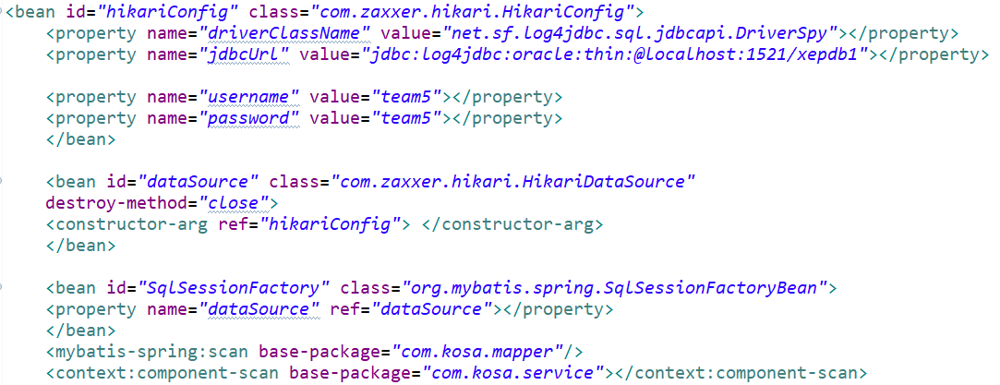 <bean id="hikariConfig" class="com.zaxxer.hikari.HikariConfig">
<property name="driverClassName" value="net.sf.log4jdbc.sql.jdbcapi.DriverSpy"></property>
<property name="jdbcUrl" value="jdbc:log4jdbc:oracle:thin:@localhost:1521/xepdb1"></property>
<property name="username" value="team5"></property>
<property name="password" value="team5"></property>
</bean>
<bean id="dataSource" class="com.zaxxer.hikari.HikariDataSource"
destroy-method="close">
<constructor-arg ref="hikariConfig"> </constructor-arg>
</bean>
<bean id="SqlSessionFactory" class="org.mybatis.spring.SqlSessionFactoryBean">
<property name="dataSource" ref="dataSource"></property>
</bean>
<mybatis-spring:scan base-package="com.kosa.mapper"/>
<context:component-scan base-package="com.kosa.service"></context:component-scan>